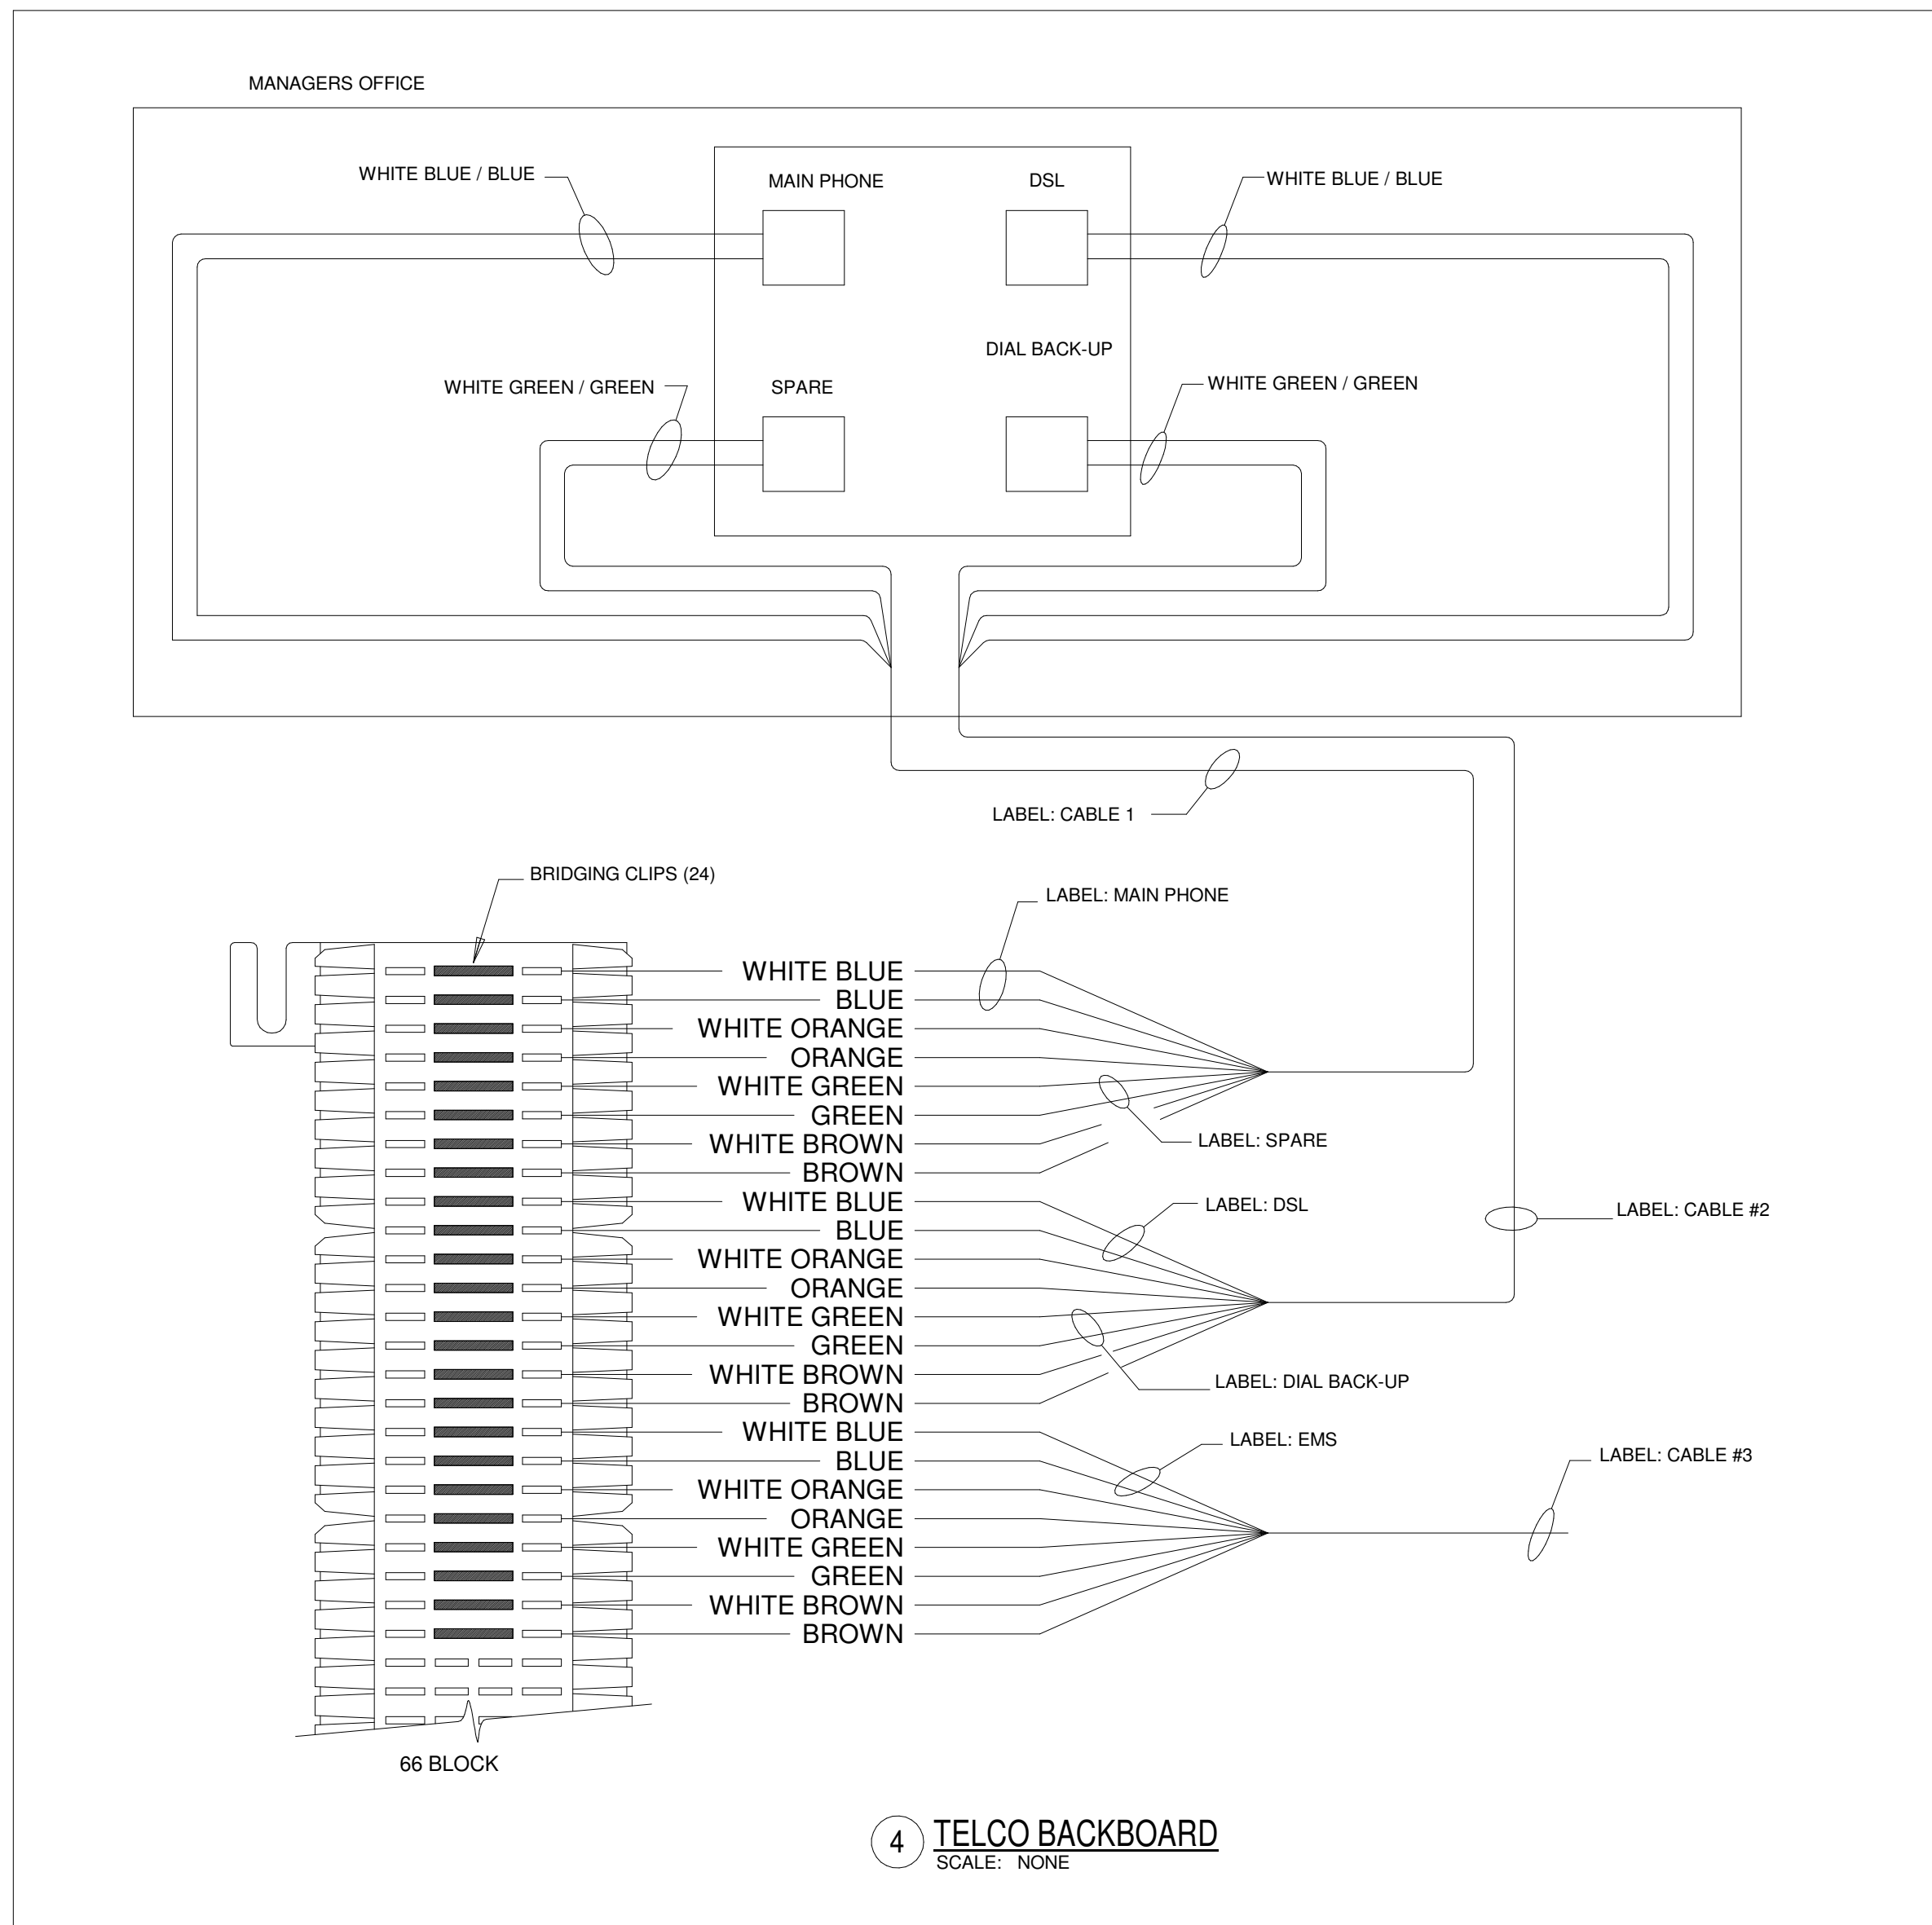 MANAGERS OFFICE
WHITE BLUE / BLUE
MAIN PHONE
DSL
WHITE BLUE / BLUE
DIAL BACK-UP
WHITE GREEN / GREEN
SPARE
WHITE GREEN / GREEN
LABEL: CABLE 1
BRIDGING CLIPS (24)
LABEL: MAIN PHONE
WHITE BLUE
BLUE
WHITE ORANGE
ORANGE
WHITE GREEN
GREEN
WHITE BROWN
LABEL: SPARE
BROWN
WHITE BLUE
LABEL: DSL
LABEL: CABLE #2
BLUE
WHITE ORANGE
ORANGE
WHITE GREEN
GREEN
WHITE BROWN
LABEL: DIAL BACK-UP
BROWN
WHITE BLUE
LABEL: EMS
LABEL: CABLE #3
BLUE
WHITE ORANGE
ORANGE
WHITE GREEN
GREEN
WHITE BROWN
BROWN
66 BLOCK
4 TELCO BACKBOARD
SCALE: NONE